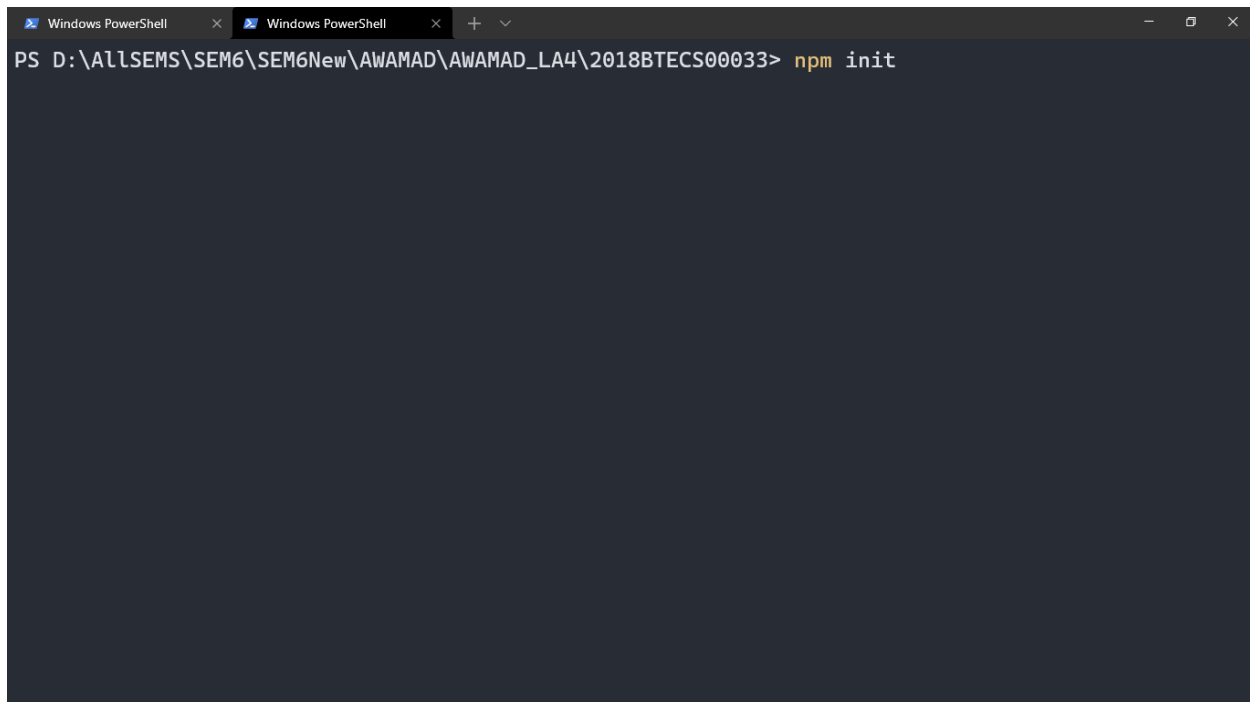 Windows PowerShell Windows PowerShell
PS D:\AllSEMS\SEM6\SEM6New\AWAMAD\AWAMAD_LA4\2018BTECS00033> npm init